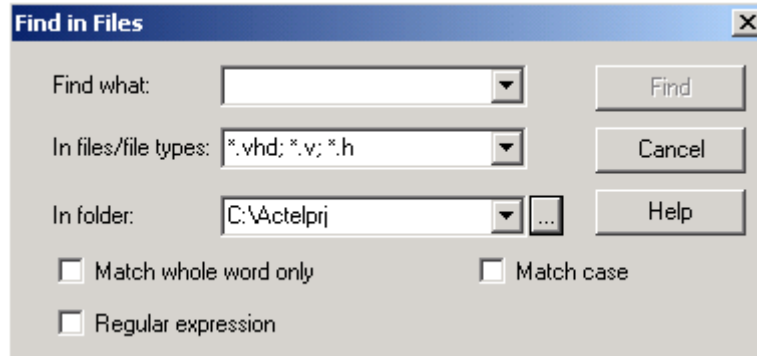 Find in Files
Find what: Find
In files/file types: *.vhd; *.v; *.h Cancel
In folder: C:\Actelprj ... Help
Match whole word only Match case
Regular expression